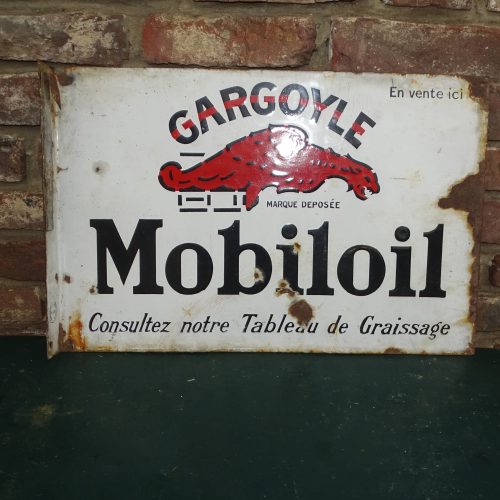 En vente ici
GARGOYLE
MARQUE DEPOSÉE
Mobiloil
Consultez notre Tableau de Graissage